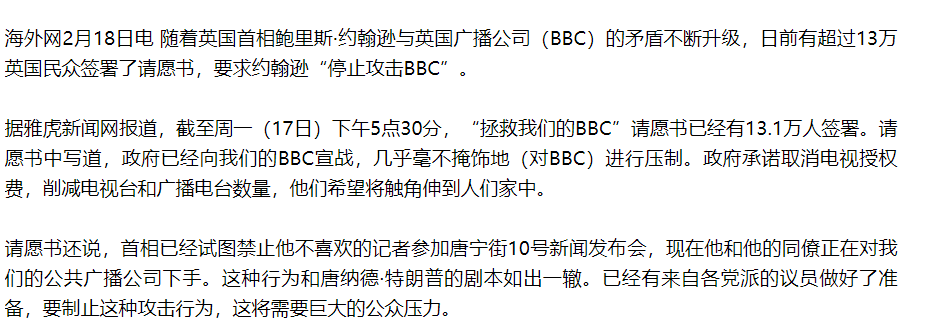 海外网2月18日电 随着英国首相鲍里斯·约翰逊与英国广播公司（BBC）的矛盾不断升级，日前有超过13万
英国民众签署了请愿书，要求约翰逊“停止攻击BBC”。
据雅虎新闻网报道，截至周一（17日）下午5点30分，“拯救我们的BBC”请愿书已经有13.1万人签署。请
愿书中写道，政府已经向我们的BBC宣战，几乎毫不掩饰地（对BBC）进行压制。政府承诺取消电视授权
费，削减电视台和广播电台数量，他们希望将触角伸到人们家中。
请愿书还说，首相已经试图禁止他不喜欢的记者参加唐宁街10号新闻发布会，现在他和他的同僚正在对我
们的公共广播公司下手。这种行为和唐纳德·特朗普的剧本如出一辙。已经有来自各党派的议员做好了准
备，要制止这种攻击行为，这将需要巨大的公众压力。